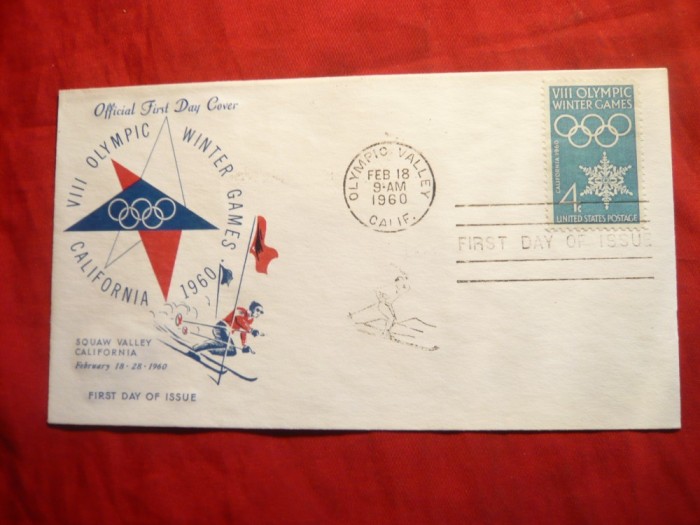 Official First Day Cover
VIII OLYMPIC WINTER GAMES
CALIFORNIA 1960
SQUAW VALLEY
CALIFORNIA
February 18 - 28 - 1960
FIRST DAY OF ISSUE
OLYMPIC VALLEY
FEB 18
9-AM
1960
CALIF.
VIII OLYMPIC
WINTER GAMES
CALIFORNIA 1960
4c
UNITED STATES POSTAGE
FIRST DAY OF ISSUE